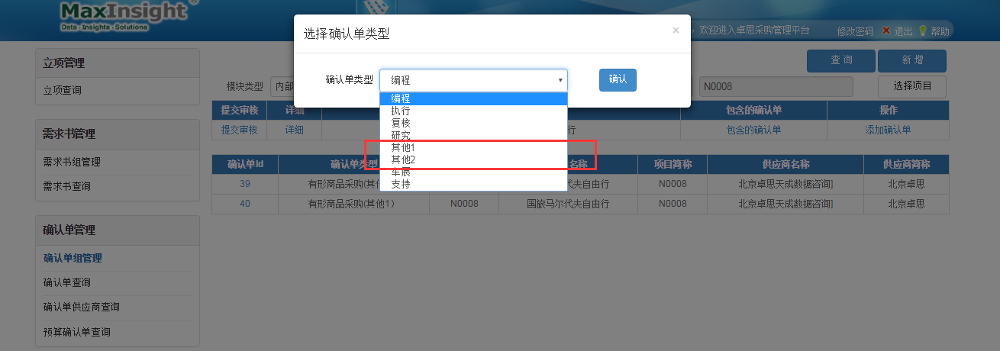 MaxInsight®
Data - Insights - Solutions
欢迎进入卓思采购管理平台
修改密码 退出 帮助
选择确认单类型 ×
确认单类型 编程 确认
编程
执行
复核
研究
其他1
其他2
车展
支持
立项管理
立项查询
需求书管理
需求书组管理
需求书查询
确认单管理
确认单组管理
确认单查询
确认单供应商查询
预算确认单查询
查 询 新 增
模块类型 内部 N0008 选择项目
提交审核 详细 包含的确认单 操作
提交审核 详细 行 包含的确认单 添加确认单
确认单Id 确认单类型 名称 项目简称 供应商名称 供应商简称
39 有形商品采购(其他 代夫自由行 N0008 北京卓思天成数据咨询] 北京卓思
40 有形商品采购(其他1) N0008 国旅马尔代夫自由行 N0008 北京卓思天成数据咨询] 北京卓思